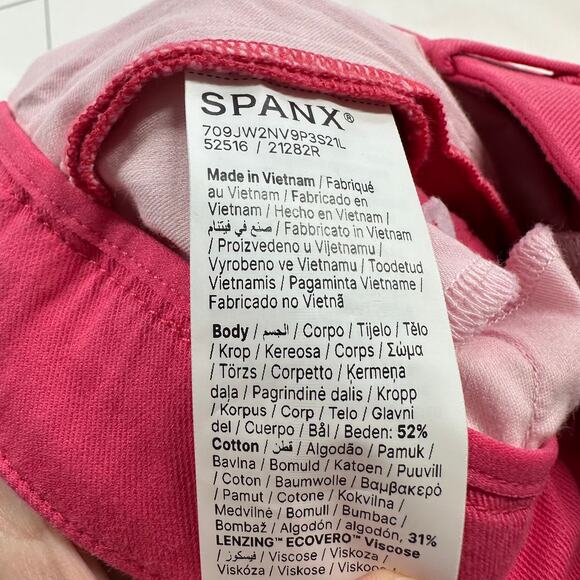 SPANX®
709JW2NV9P3S21L
52516 / 21282R
Made in Vietnam / Fabriqué
au Vietnam / Fabricado en
Vietnam / Hecho en Vietnam /
صنع في فيتنام / Fabbricato in Vietnam
/ Proizvedeno u Vijetnamu /
Vyrobeno ve Vietnamu / Toodetud
Vietnamis / Pagaminta Vietname /
Fabricado no Vietnã
Body / الجسم / Corpo / Tijelo / Tělo
/ Krop / Kereosa / Corps / Σώμα
/ Törzs / Corpetto / Ķermeņa
daļa / Pagrindinė dalis / Kropp
/ Korpus / Corp / Telo / Glavni
del / Cuerpo / Bål / Beden: 52%
Cotton / قطن / Algodão / Pamuk /
Bavlna / Bomuld / Katoen / Puuvill
/ Coton / Baumwolle / Βαμβακερό
/ Pamut / Cotone / Kokvilna /
Medvilnė / Bomull / Bumbac /
Bombaž / Algodón / algodón, 31%
LENZING™ ECOVERO™ Viscose
/ فيسكوز / Viscose / Viskoza /
Viskóza / Viskose / Viscose